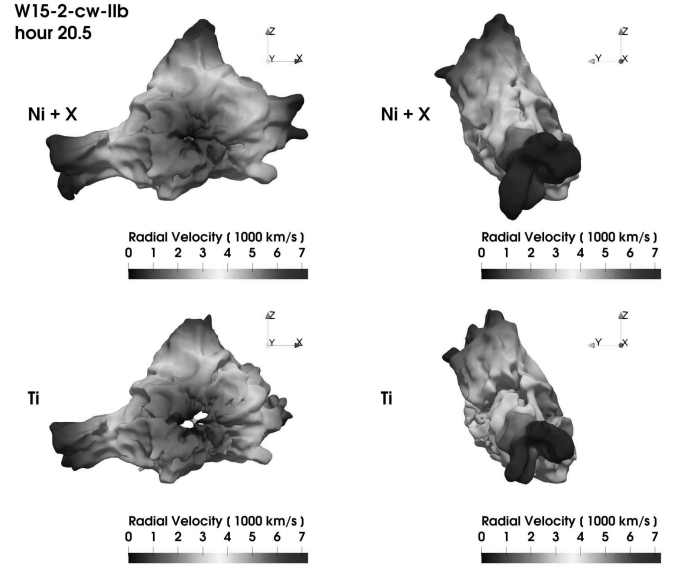 W15-2-cw-IIb
hour 20.5
Z
Y X
Ni + X
Z
Y X
Ni + X
Radial Velocity [ 1000 km/s ]
0 1 2 3 4 5 6 7
Radial Velocity [ 1000 km/s ]
0 1 2 3 4 5 6 7
Z
Y X
Ti
Z
Y X
Ti
Radial Velocity [ 1000 km/s ]
0 1 2 3 4 5 6 7
Radial Velocity [ 1000 km/s ]
0 1 2 3 4 5 6 7